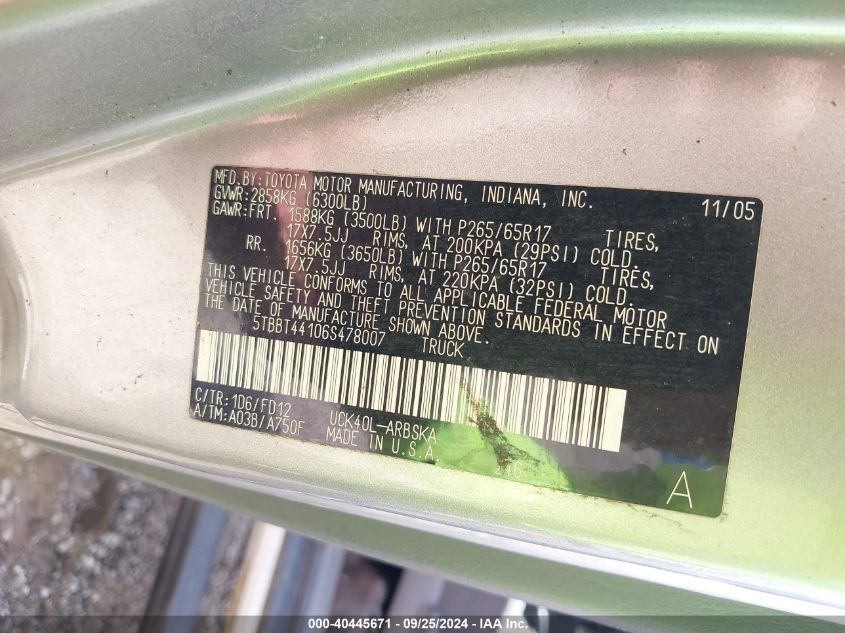 MFD.BY:TOYOTA MOTOR MANUFACTURING, INDIANA, INC. 11/05
GVWR:2858KG (6300LB)
GAWR:FRT. 1588KG (3500LB) WITH P265/65R17 TIRES,
17X7.5JJ RIMS, AT 200KPA (29PSI) COLD.
RR. 1656KG (3650LB) WITH P265/65R17 TIRES,
17X7.5JJ RIMS, AT 220KPA (32PSI) COLD.
THIS VEHICLE CONFORMS TO ALL APPLICABLE FEDERAL MOTOR
VEHICLE SAFETY AND THEFT PREVENTION STANDARDS IN EFFECT ON
THE DATE OF MANUFACTURE SHOWN ABOVE.
5TBBT44106S478007 TRUCK
C/TR:1D6/FD12 UCK40L-ARBSKA
A/TM:A03B/A750F MADE IN U.S.A.
246
A
000-40445671 - 09/25/2024 - IAA Inc.